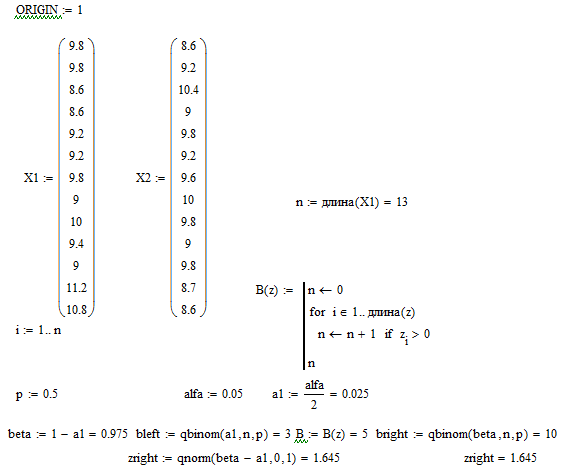 ORIGIN := 1
X1 :=
9.8
9.8
8.6
8.6
9.2
9.2
9.8
9
10
9.4
9
11.2
10.8
X2 :=
8.6
9.2
10.4
9
9.8
9.2
9.6
10
9.8
9
9.8
8.7
8.6
n := длина(X1) = 13
B(z) :=
n ← 0
for i ∈ 1.. длина(z)
n ← n + 1 if z_i > 0
n
i := 1.. n
p := 0.5 alfa := 0.05 a1 := alfa/2 = 0.025
beta := 1 − a1 = 0.975 bleft := qbinom(a1,n,p) = 3 B := B(z) = 5 bright := qbinom(beta,n,p) = 10
zright := qnorm(beta − a1,0,1) = 1.645 zright = 1.645